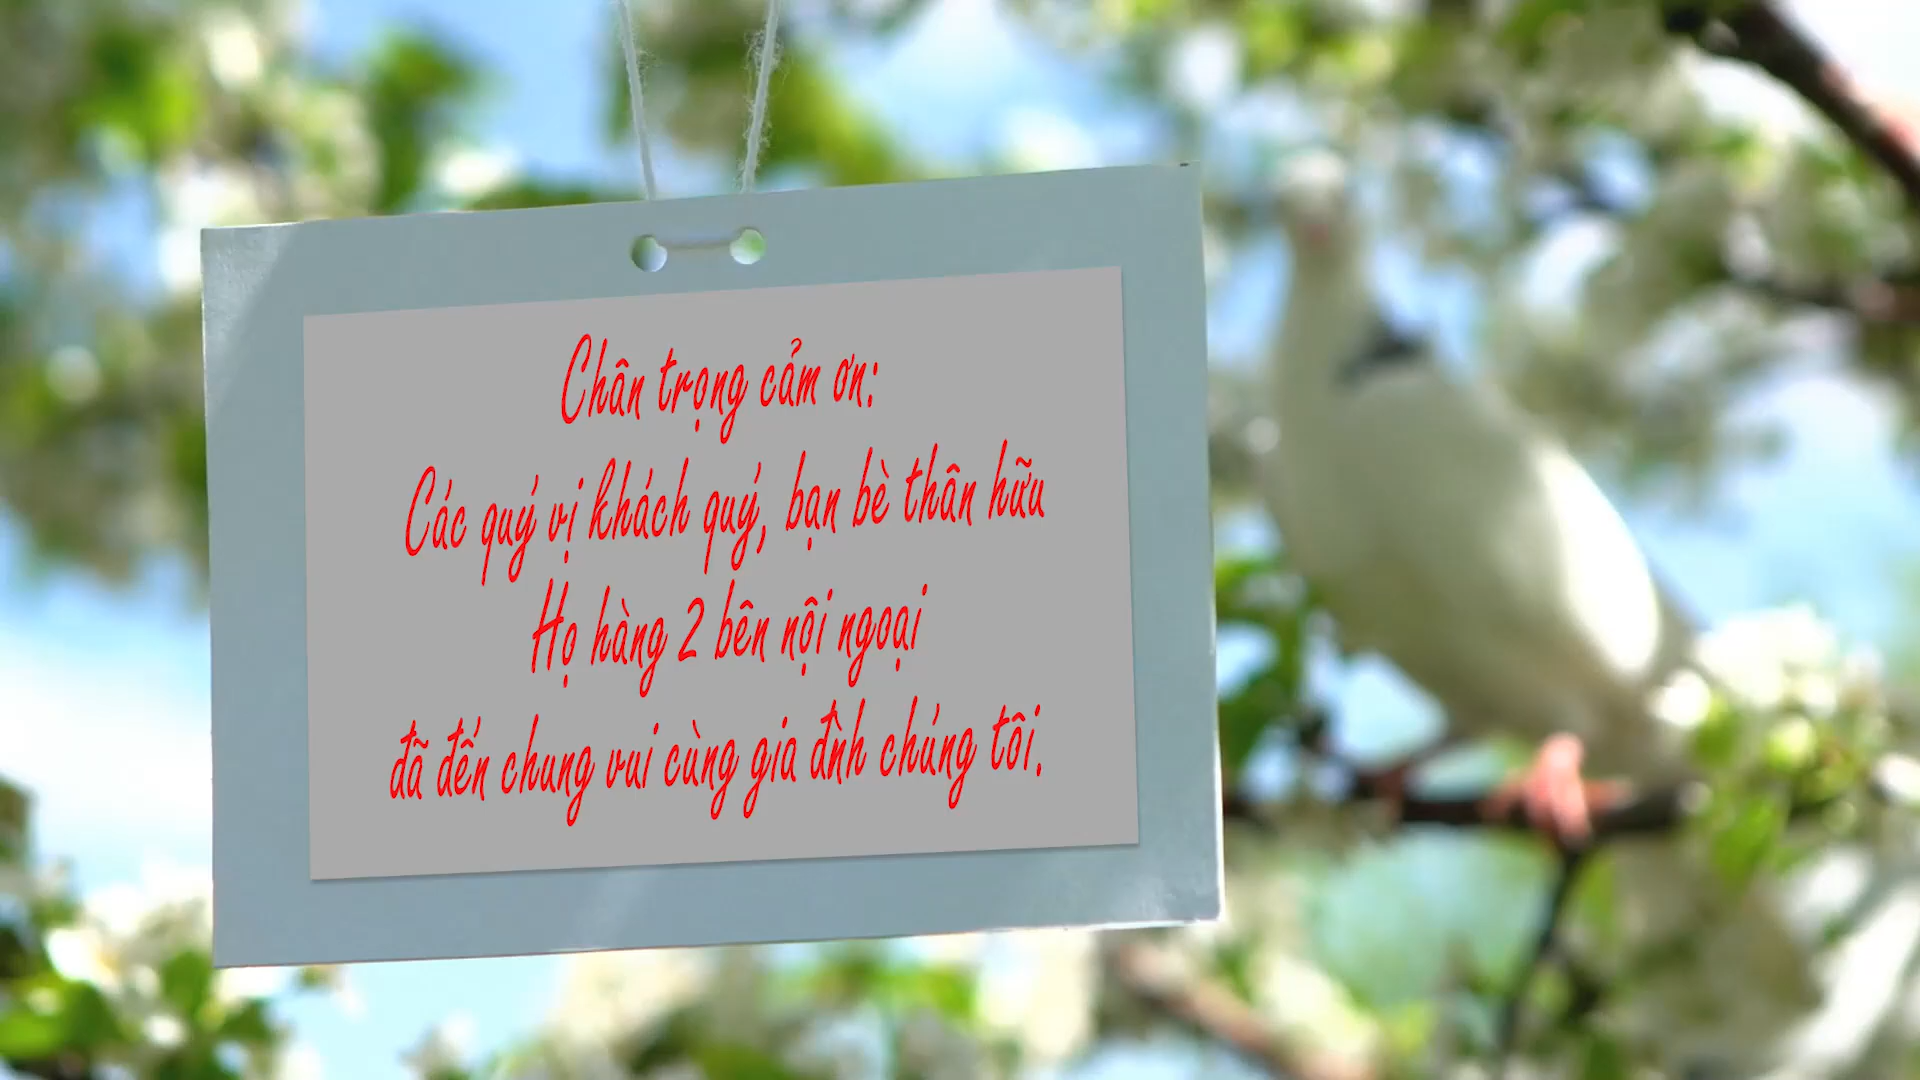 Chân trọng cảm ơn:
Các quý vị khách quý, bạn bè thân hữu
Họ hàng 2 bên nội ngoại
đã đến chung vui cùng gia đình chúng tôi.